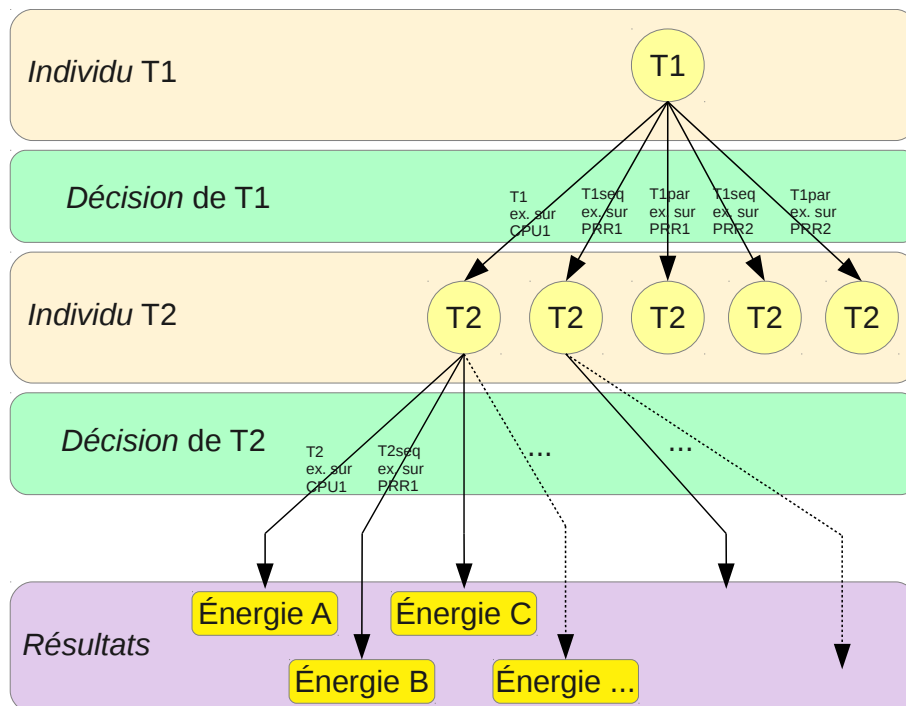 Individu T1
T1
Décision de T1
T1
ex. sur
CPU1
T1seq
ex. sur
PRR1
T1par
ex. sur
PRR1
T1seq
ex. sur
PRR2
T1par
ex. sur
PRR2
Individu T2
T2
T2
T2
T2
T2
Décision de T2
T2
ex. sur
CPU1
T2seq
ex. sur
PRR1
...
...
Résultats
Énergie A
Énergie C
Énergie B
Énergie ...